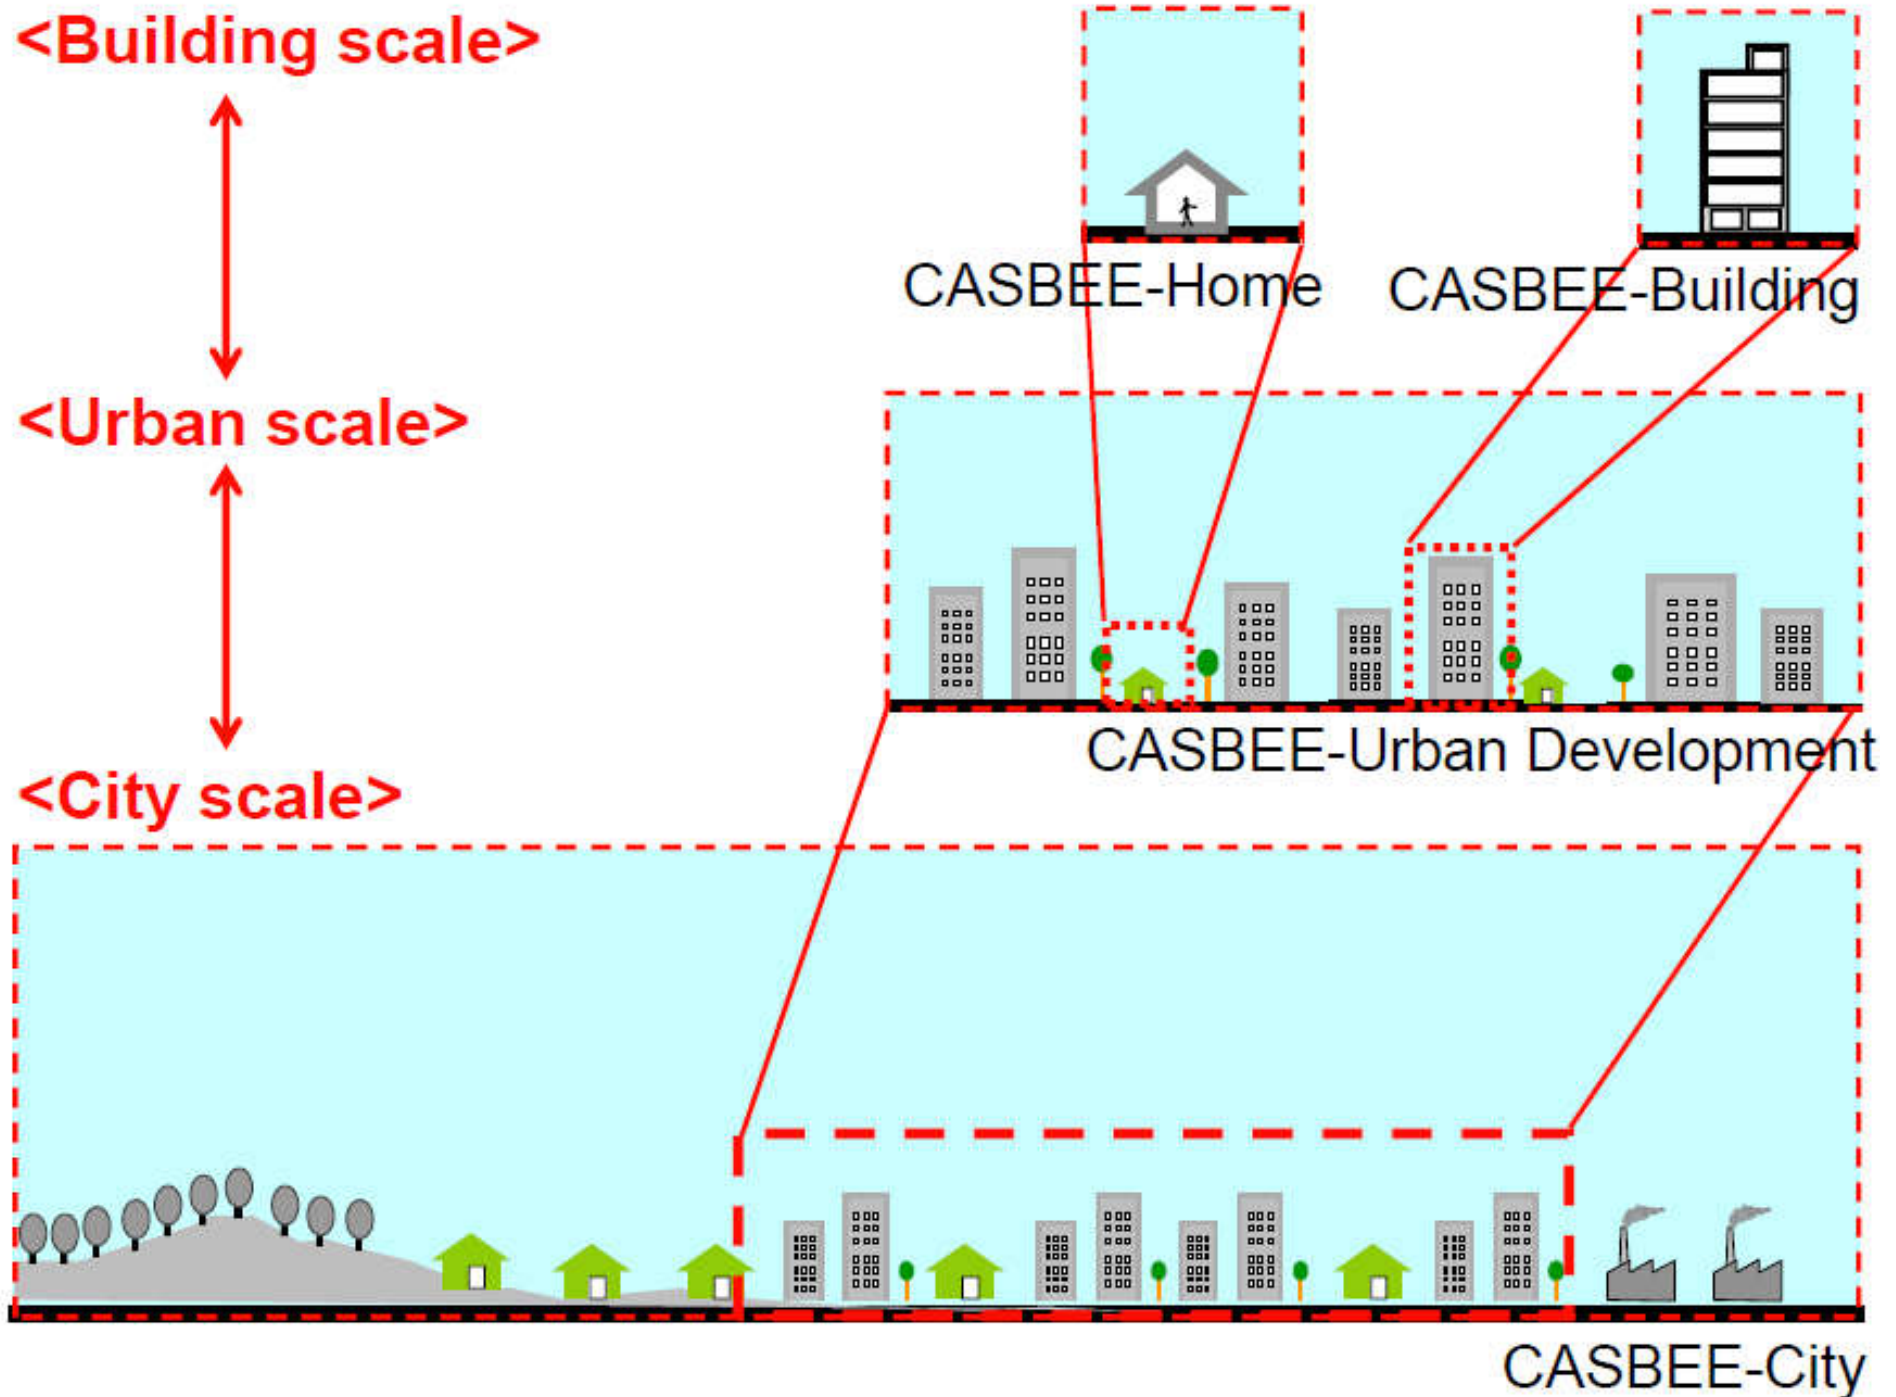 <Building scale>
CASBEE-Home
CASBEE-Building
<Urban scale>
CASBEE-Urban Development
<City scale>
CASBEE-City